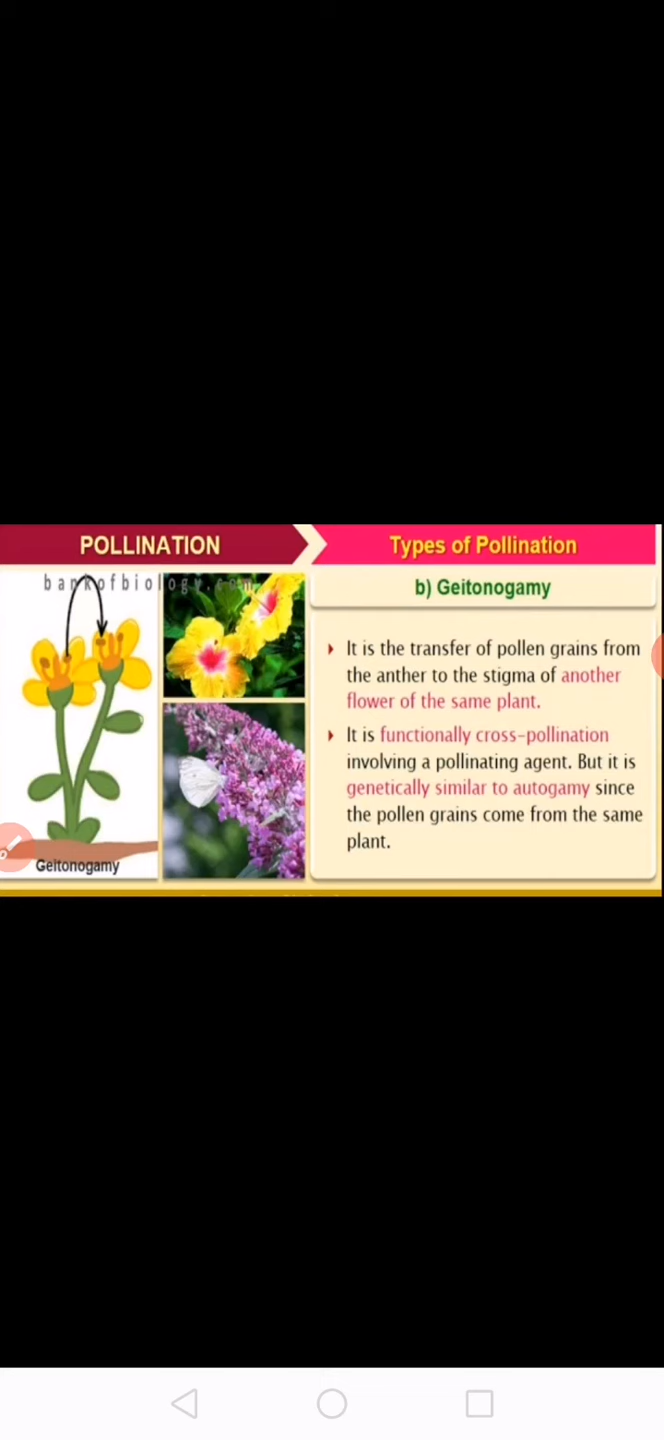 POLLINATION
Types of Pollination
bankofbiology.com
b) Geitonogamy
It is the transfer of pollen grains from
the anther to the stigma of another
flower of the same plant.
It is functionally cross-pollination
involving a pollinating agent. But it is
genetically similar to autogamy since
the pollen grains come from the same
plant.
Geitonogamy